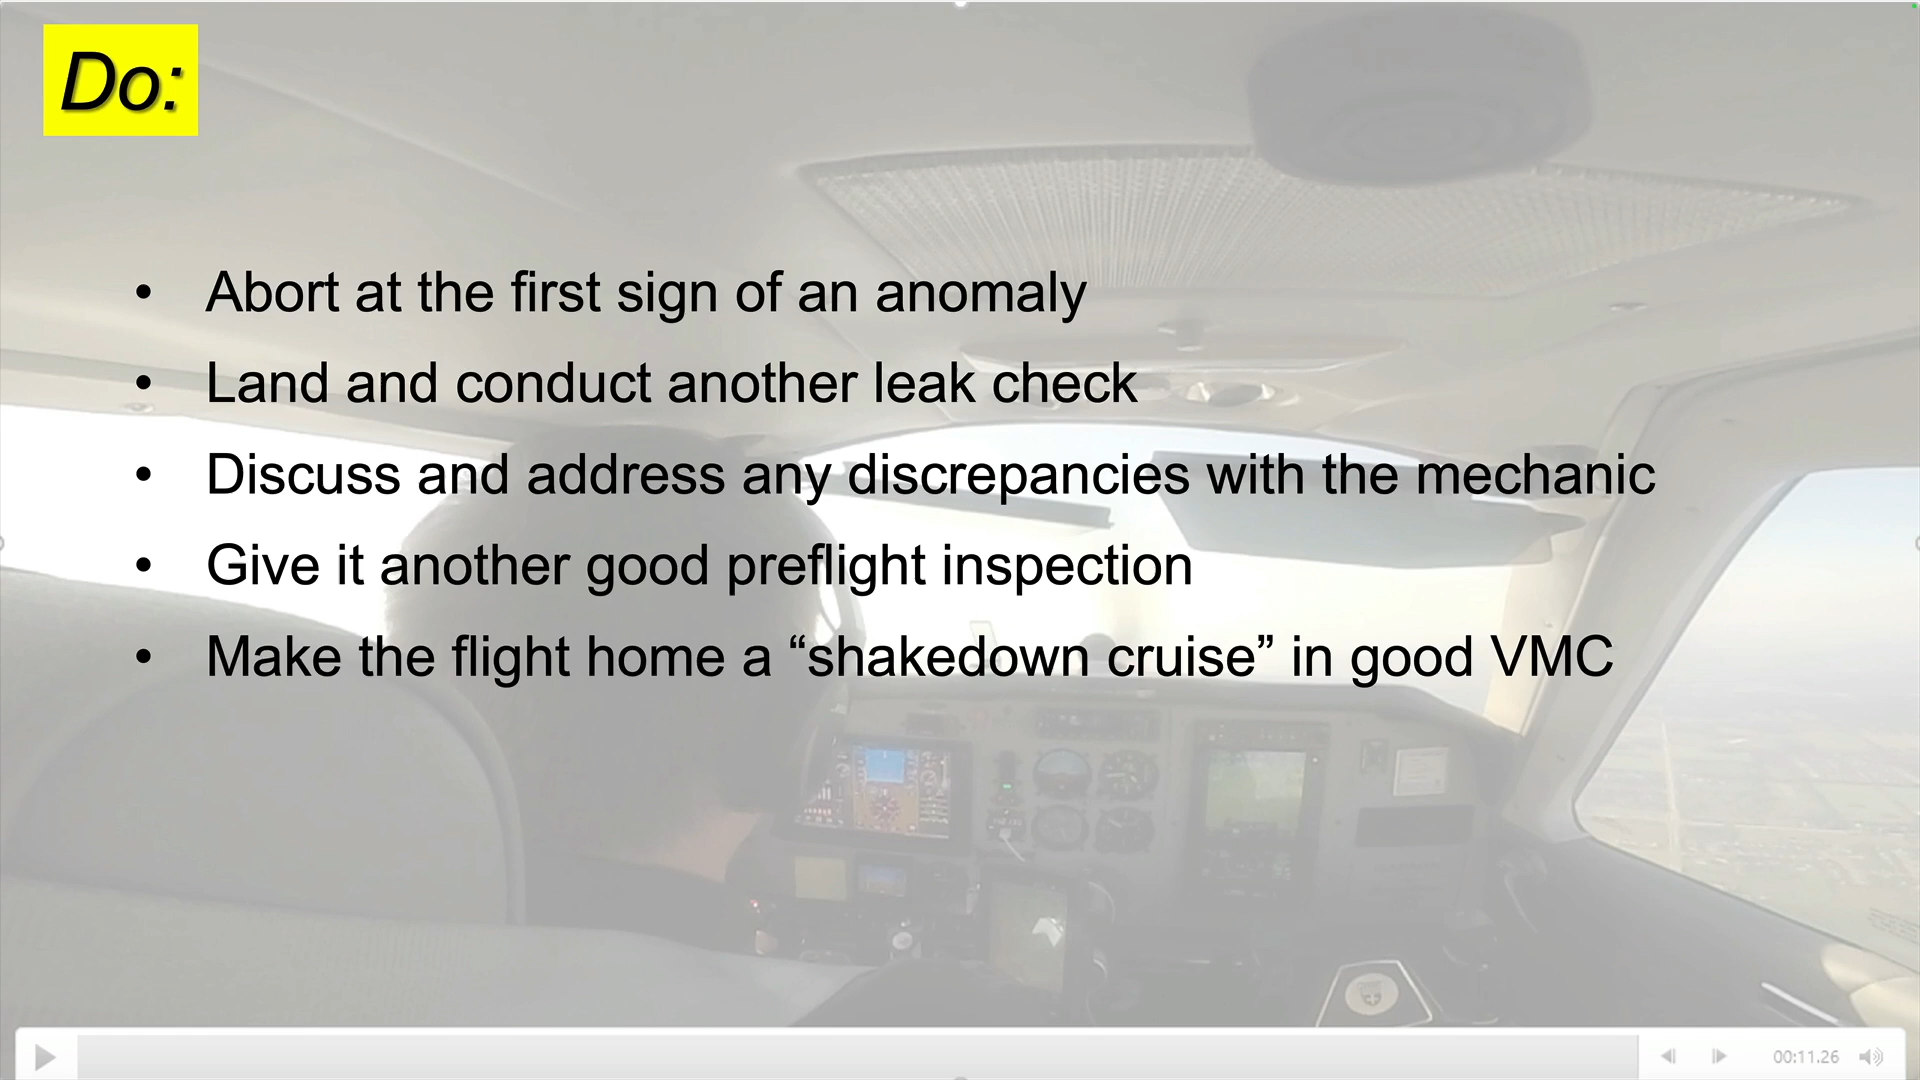 Do:
• Abort at the first sign of an anomaly
• Land and conduct another leak check
• Discuss and address any discrepancies with the mechanic
• Give it another good preflight inspection
• Make the flight home a “shakedown cruise” in good VMC
00:11.26